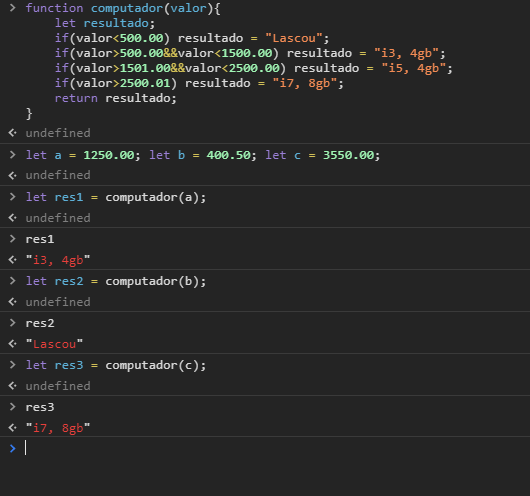 function computador(valor){
let resultado;
if(valor<500.00) resultado = "Lascou";
if(valor>500.00&&valor<1500.00) resultado = "i3, 4gb";
if(valor>1501.00&&valor<2500.00) resultado = "i5, 4gb";
if(valor>2500.01) resultado = "i7, 8gb";
return resultado;
}
undefined
let a = 1250.00; let b = 400.50; let c = 3550.00;
undefined
let res1 = computador(a);
undefined
res1
"i3, 4gb"
let res2 = computador(b);
undefined
res2
"Lascou"
let res3 = computador(c);
undefined
res3
"i7, 8gb"